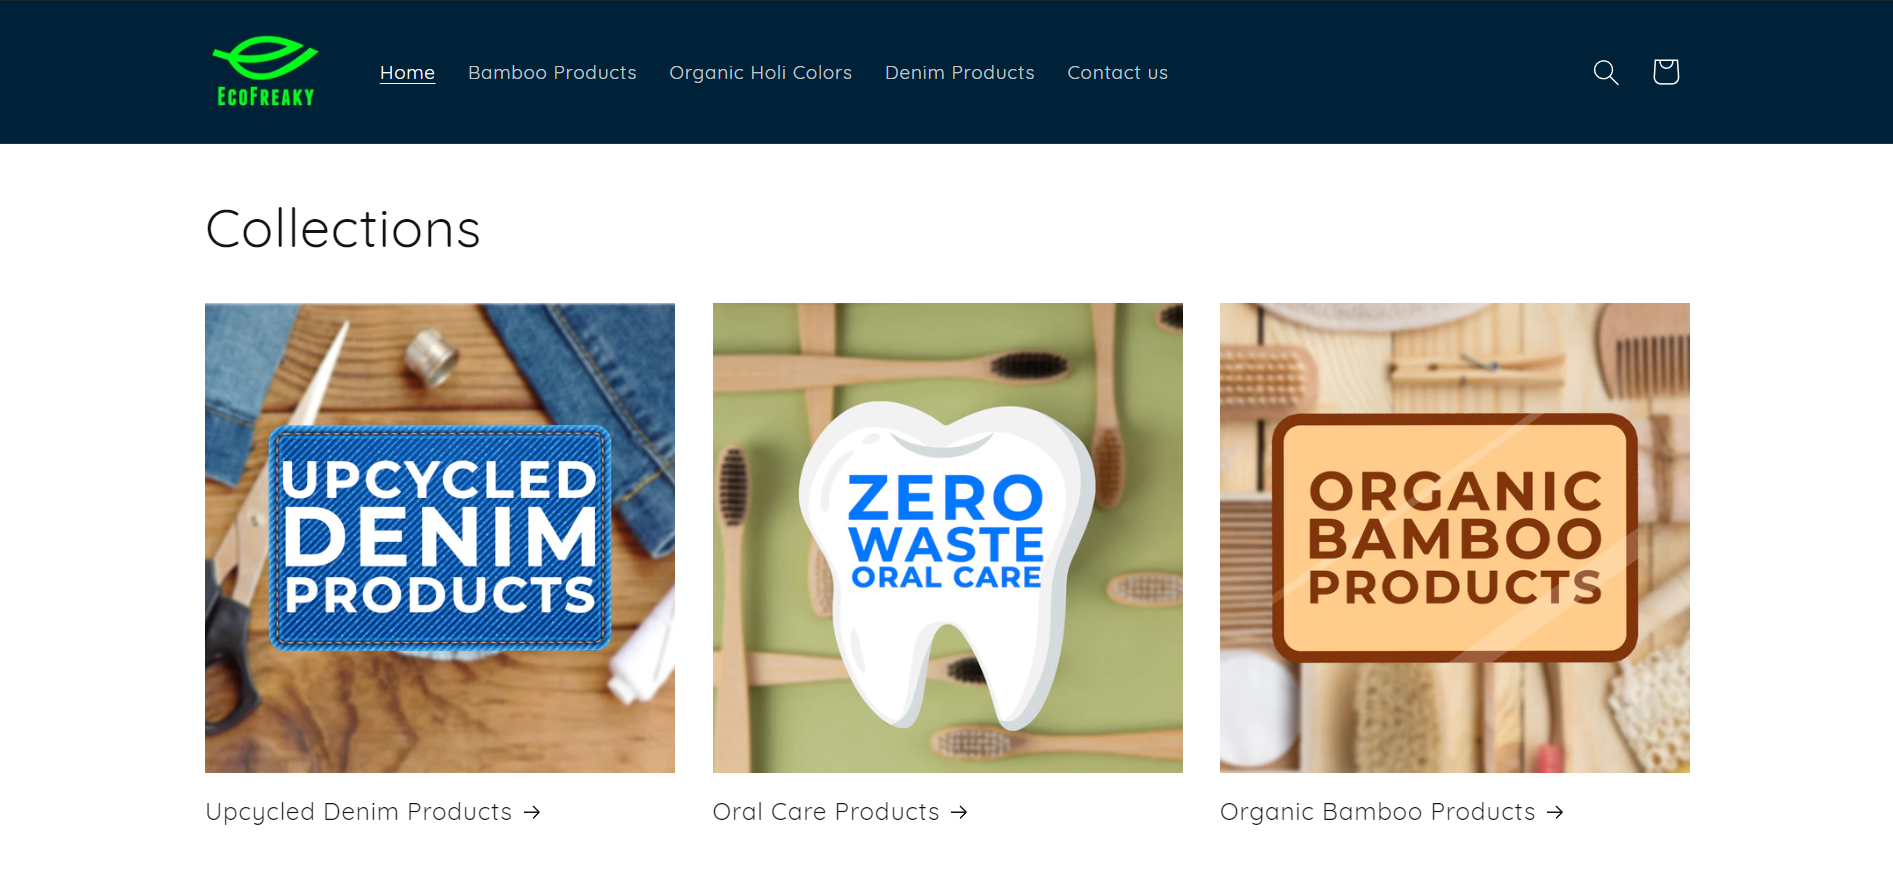 ECOFREAKY
Home
Bamboo Products
Organic Holi Colors
Denim Products
Contact us
Collections
UPCYCLED
DENIM
PRODUCTS
ZERO
WASTE
ORAL CARE
ORGANIC
BAMBOO
PRODUCTS
Upcycled Denim Products →
Oral Care Products →
Organic Bamboo Products →